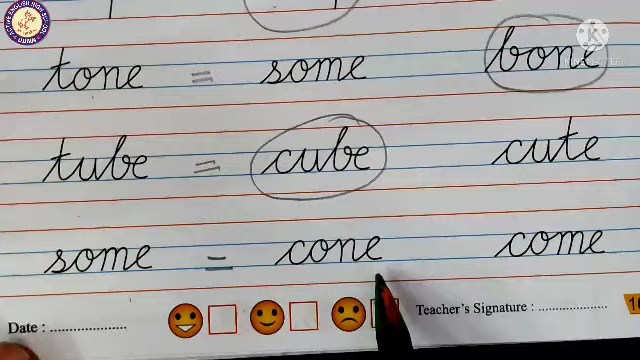 tone = some bone
tube = cube cute
some = cone come
Date : .................... Teacher's Signature : ....................